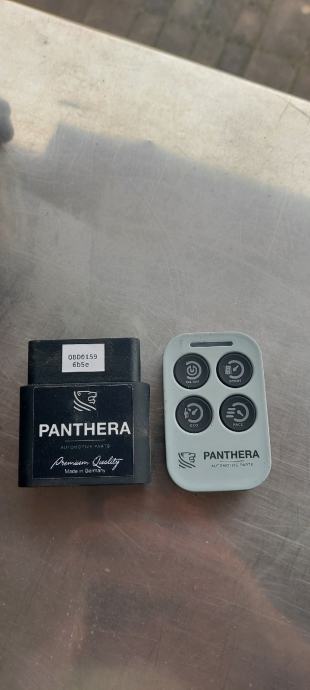 OBD0159
6b5e
PANTHERA
AUTOMOTIVE PARTS
Premium Quality
Made in Germany
ON/OFF
SPORT
ECO
RACE
PANTHERA
AUTOMOTIVE PARTS